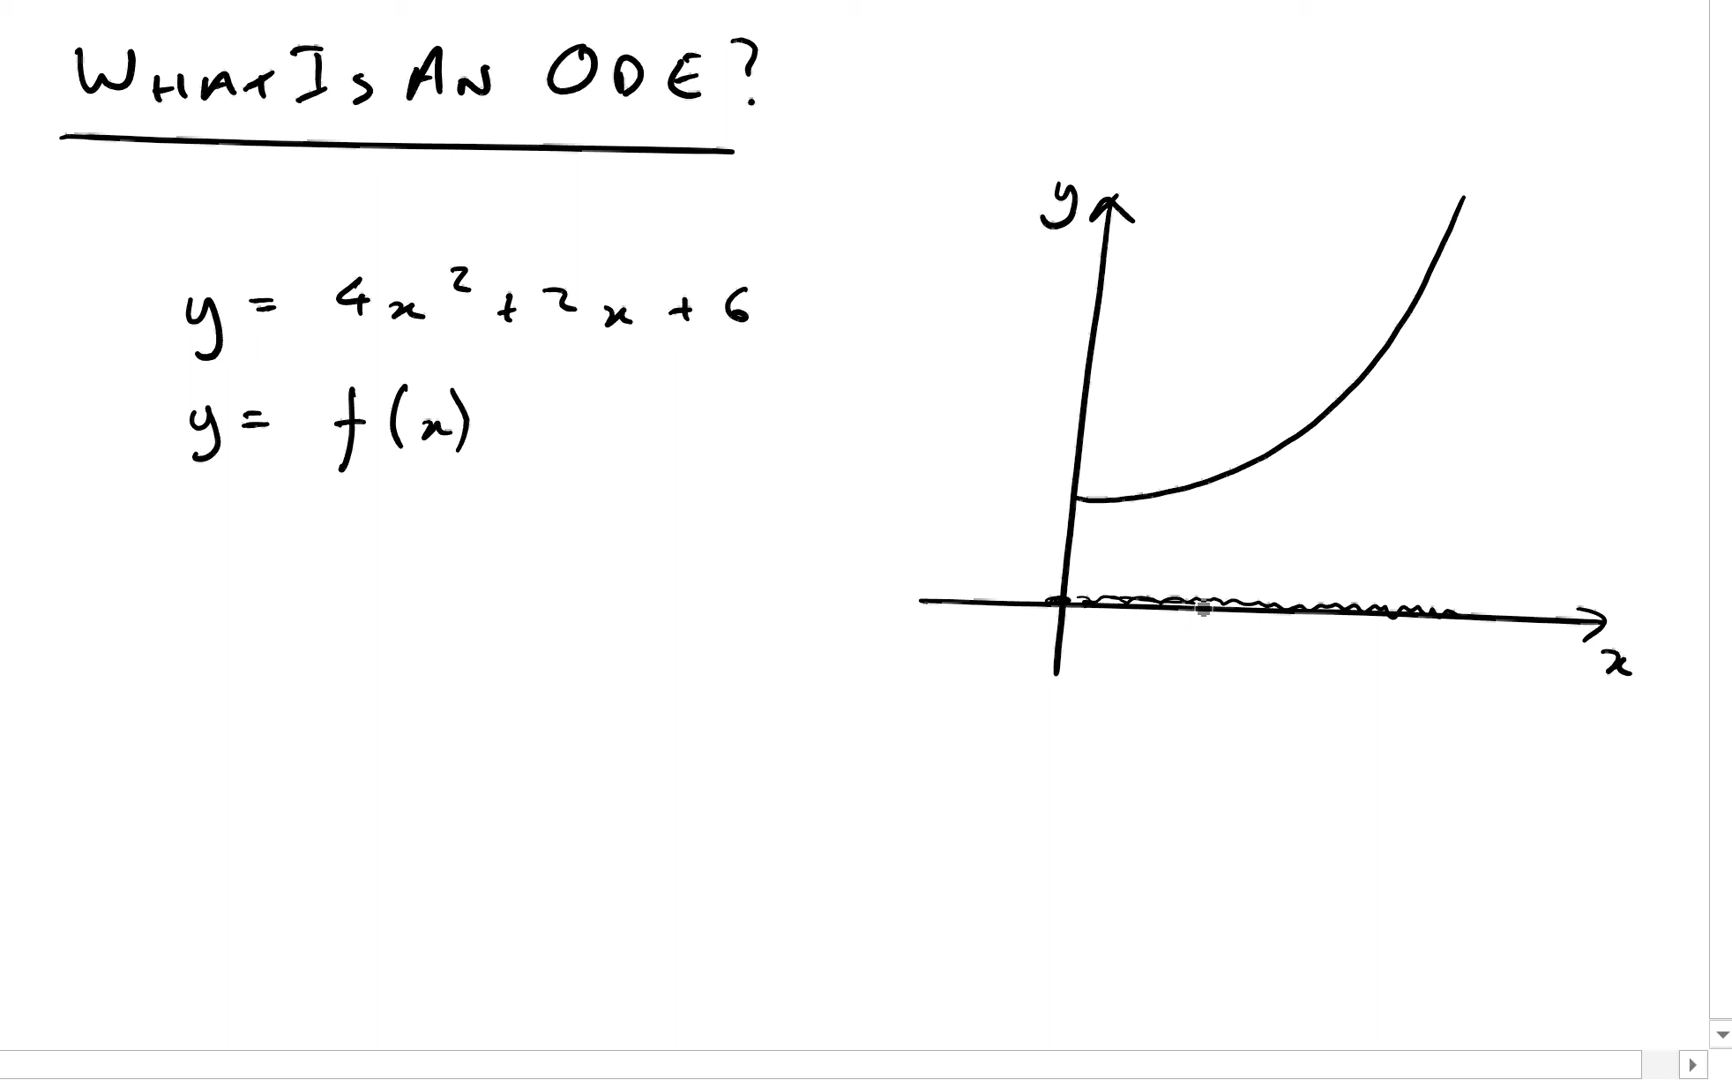 WHAT IS AN ODE?
y = 4x² + 2x + 6
y = f(x)
y
x